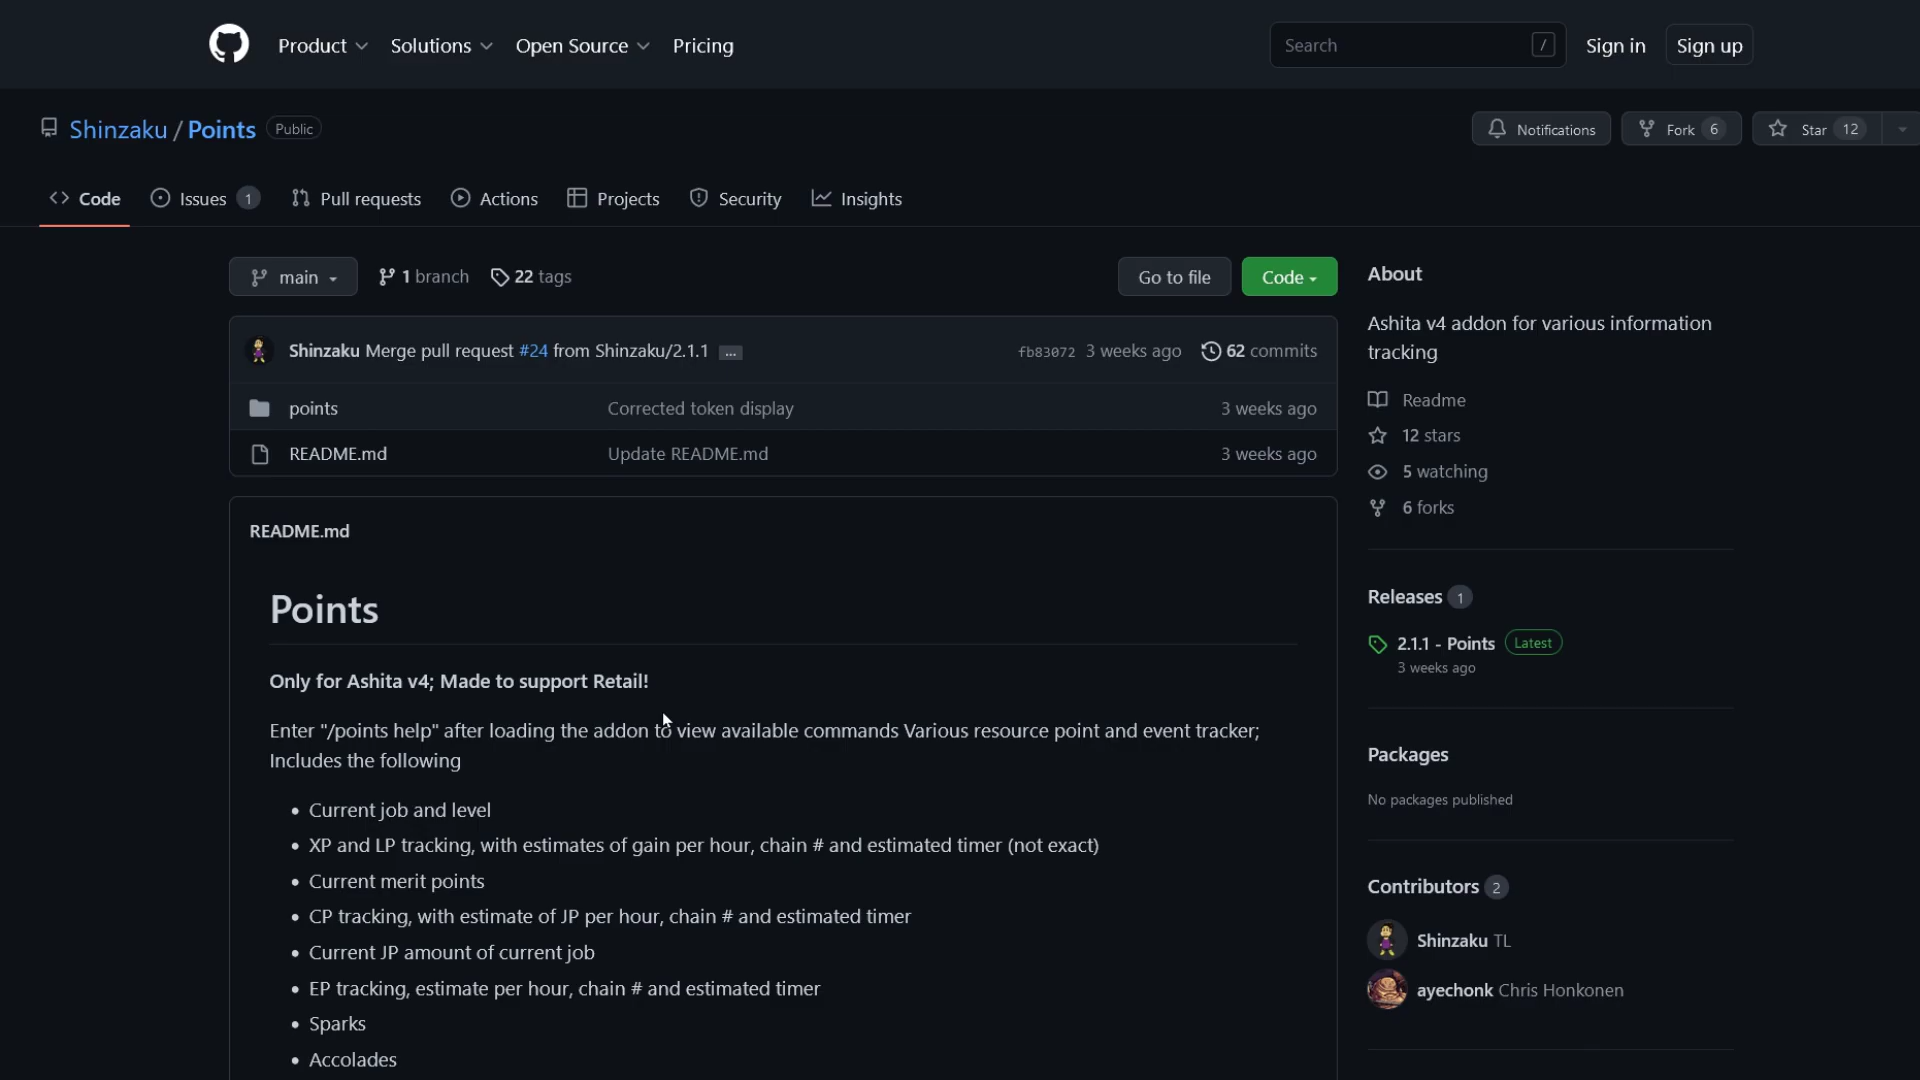 Product Solutions Open Source Pricing Search / Sign in Sign up
Shinzaku / Points Public Notifications Fork 6 Star 12
Code Issues 1 Pull requests Actions Projects Security Insights
main 1 branch 22 tags Go to file Code
Shinzaku Merge pull request #24 from Shinzaku/2.1.1 ... fb83072 3 weeks ago 62 commits
points Corrected token display 3 weeks ago
README.md Update README.md 3 weeks ago
README.md
Points
Only for Ashita v4; Made to support Retail!
Enter "/points help" after loading the addon to view available commands Various resource point and event tracker;
Includes the following
• Current job and level
• XP and LP tracking, with estimates of gain per hour, chain # and estimated timer (not exact)
• Current merit points
• CP tracking, with estimate of JP per hour, chain # and estimated timer
• Current JP amount of current job
• EP tracking, estimate per hour, chain # and estimated timer
• Sparks
• Accolades
About
Ashita v4 addon for various information
tracking
Readme
12 stars
5 watching
6 forks
Releases 1
2.1.1 - Points Latest
3 weeks ago
Packages
No packages published
Contributors 2
Shinzaku TL
ayechonk Chris Honkonen